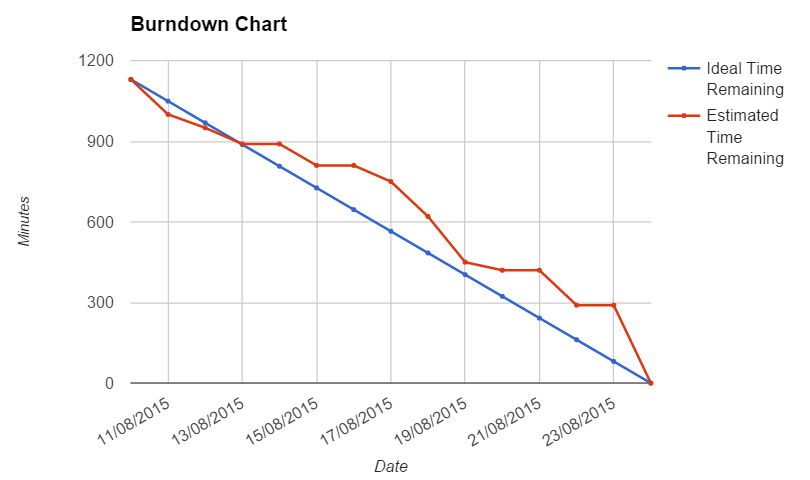 Burndown Chart
1200
900
600
300
0
Minutes
11/08/2015
13/08/2015
15/08/2015
17/08/2015
19/08/2015
21/08/2015
23/08/2015
Date
Ideal Time
Remaining
Estimated
Time
Remaining